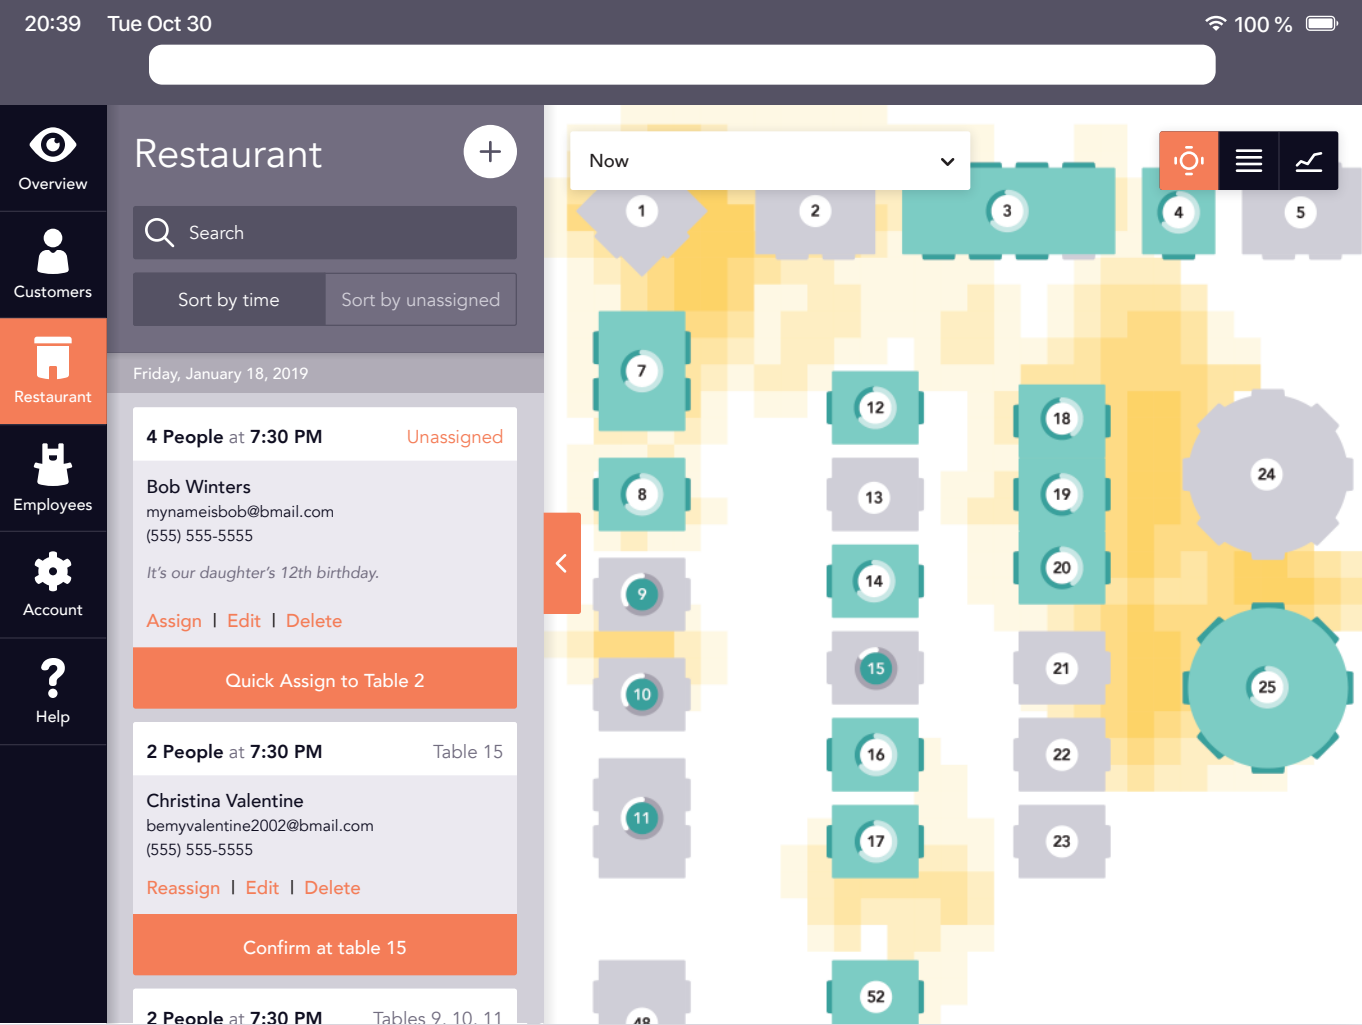 20:39 Tue Oct 30
100 %
Overview
Customers
Restaurant
Employees
Account
Help
Restaurant
Search
Sort by time
Sort by unassigned
Friday, January 18, 2019
4 People at 7:30 PM
Unassigned
Bob Winters
mynameisbob@bmail.com
(555) 555-5555
It's our daughter's 12th birthday.
Assign | Edit | Delete
Quick Assign to Table 2
2 People at 7:30 PM
Table 15
Christina Valentine
bemyvalentine2002@bmail.com
(555) 555-5555
Reassign | Edit | Delete
Confirm at table 15
2 People at 7:30 PM
Tables 9, 10, 11
Now
1
2
3
4
5
7
8
9
10
11
48
12
13
14
15
16
17
52
18
19
20
21
22
23
24
25